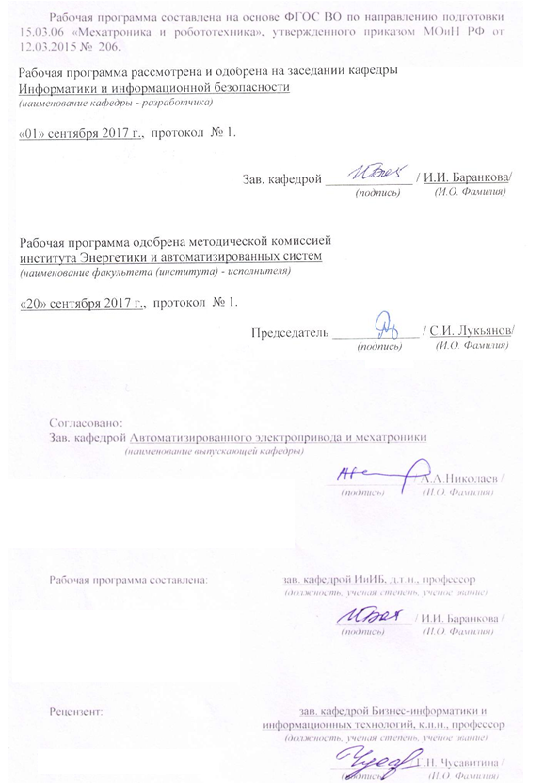 Рабочая программа составлена на основе ФГОС ВО по направлению подготовки
15.03.06 «Мехатроника и робототехника», утвержденного приказом МОиН РФ от
12.03.2015 № 206.
Рабочая программа рассмотрена и одобрена на заседании кафедры
Информатики и информационной безопасности
(наименование кафедры - разработчика)
«01» сентября 2017 г., протокол № 1.
Зав. кафедрой / И.И. Баранкова/
(подпись) (И.О. Фамилия)
Рабочая программа одобрена методической комиссией
института Энергетики и автоматизированных систем
(наименование факультета (института) - исполнителя)
«20» сентября 2017 г., протокол № 1.
Председатель / С.И. Лукьянов/
(подпись) (И.О. Фамилия)
Согласовано:
Зав. кафедрой Автоматизированного электропривода и мехатроники
(наименование выпускающей кафедры)
/ А.А.Николаев /
(подпись) (И.О. Фамилия)
Рабочая программа составлена: зав. кафедрой ИиИБ, д.т.н., профессор
(должность, ученая степень, ученое звание)
/ И.И. Баранкова /
(подпись) (И.О. Фамилия)
Рецензент: зав. кафедрой Бизнес-информатики и
информационных технологий, к.п.н., профессор
(должность, ученая степень, ученое звание)
Г.Н. Чусавитина /
(подпись) (И.О. Фамилия)